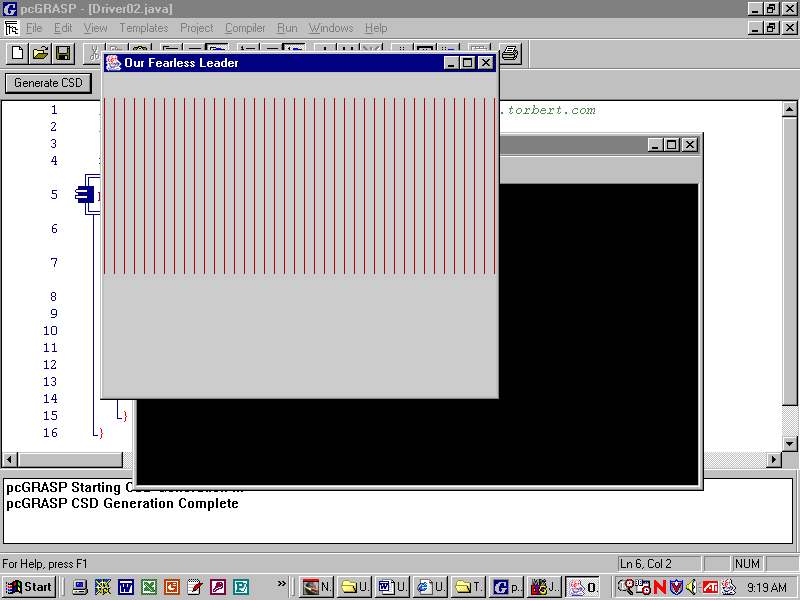 pcGRASP - [Driver02.java]
File Edit View Templates Project Compiler Run Windows Help
Our Fearless Leader
Generate CSD
1 .torbert.com
2
3
4
5
6
7
8
9
10
11
12
13
14
15 }
16 }
pcGRASP Starting CSD Generation ...
pcGRASP CSD Generation Complete
For Help, press F1 Ln 6, Col 2 NUM
Start » N. U. U. U. T. p.. J.. O. 9:19 AM